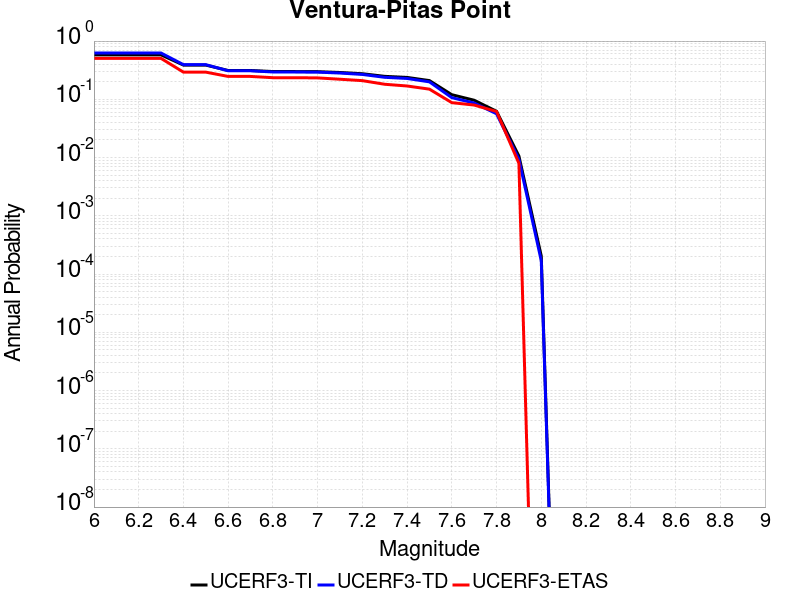 Ventura-Pitas Point
10^0
10^-1
10^-2
10^-3
10^-4
10^-5
10^-6
10^-7
10^-8
Annual Probability
6 6.2 6.4 6.6 6.8 7 7.2 7.4 7.6 7.8 8 8.2 8.4 8.6 8.8 9
Magnitude
UCERF3-TI UCERF3-TD UCERF3-ETAS